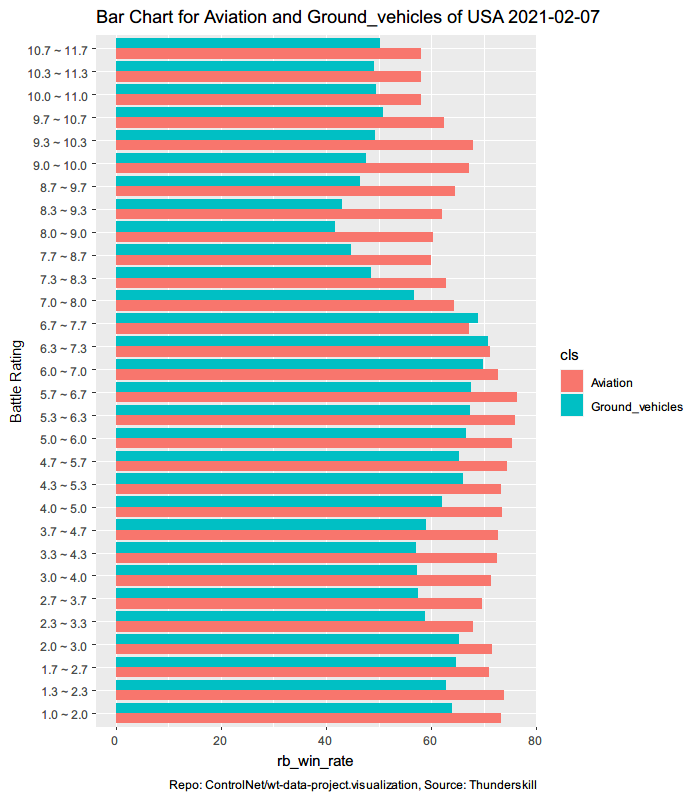 Bar Chart for Aviation and Ground_vehicles of USA 2021-02-07
Battle Rating
10.7 ~ 11.7
10.3 ~ 11.3
10.0 ~ 11.0
9.7 ~ 10.7
9.3 ~ 10.3
9.0 ~ 10.0
8.7 ~ 9.7
8.3 ~ 9.3
8.0 ~ 9.0
7.7 ~ 8.7
7.3 ~ 8.3
7.0 ~ 8.0
6.7 ~ 7.7
6.3 ~ 7.3
6.0 ~ 7.0
5.7 ~ 6.7
5.3 ~ 6.3
5.0 ~ 6.0
4.7 ~ 5.7
4.3 ~ 5.3
4.0 ~ 5.0
3.7 ~ 4.7
3.3 ~ 4.3
3.0 ~ 4.0
2.7 ~ 3.7
2.3 ~ 3.3
2.0 ~ 3.0
1.7 ~ 2.7
1.3 ~ 2.3
1.0 ~ 2.0
0 20 40 60 80
rb_win_rate
cls
Aviation
Ground_vehicles
Repo: ControlNet/wt-data-project.visualization, Source: Thunderskill